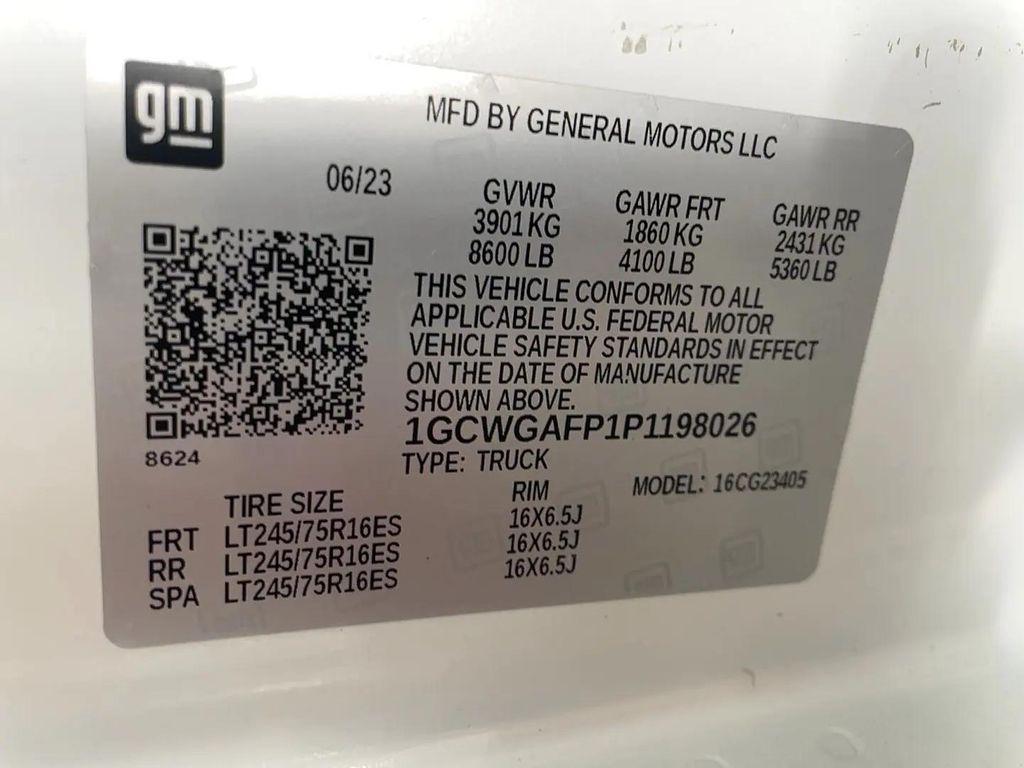 gm
MFD BY GENERAL MOTORS LLC
06/23
GVWR GAWR FRT GAWR RR
3901 KG 1860 KG 2431 KG
8600 LB 4100 LB 5360 LB
THIS VEHICLE CONFORMS TO ALL
APPLICABLE U.S. FEDERAL MOTOR
VEHICLE SAFETY STANDARDS IN EFFECT
ON THE DATE OF MANUFACTURE
SHOWN ABOVE.
1GCWGAFP1P1198026
8624
TYPE: TRUCK
TIRE SIZE RIM MODEL: 16CG23405
FRT LT245/75R16ES 16X6.5J
RR LT245/75R16ES 16X6.5J
SPA LT245/75R16ES 16X6.5J